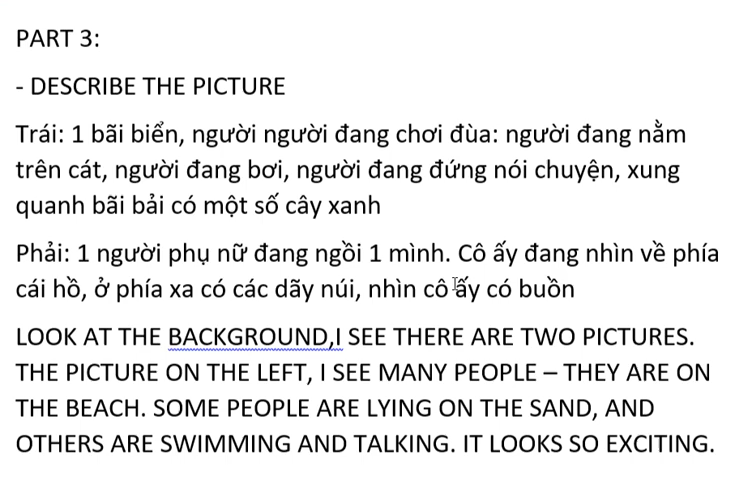 PART 3:
- DESCRIBE THE PICTURE
Trái: 1 bãi biển, người người đang chơi đùa: người đang nằm
trên cát, người đang bơi, người đang đứng nói chuyện, xung
quanh bãi bải có một số cây xanh
Phải: 1 người phụ nữ đang ngồi 1 mình. Cô ấy đang nhìn về phía
cái hồ, ở phía xa có các dãy núi, nhìn cô ấy có buồn
LOOK AT THE BACKGROUND,I SEE THERE ARE TWO PICTURES.
THE PICTURE ON THE LEFT, I SEE MANY PEOPLE – THEY ARE ON
THE BEACH. SOME PEOPLE ARE LYING ON THE SAND, AND
OTHERS ARE SWIMMING AND TALKING. IT LOOKS SO EXCITING.